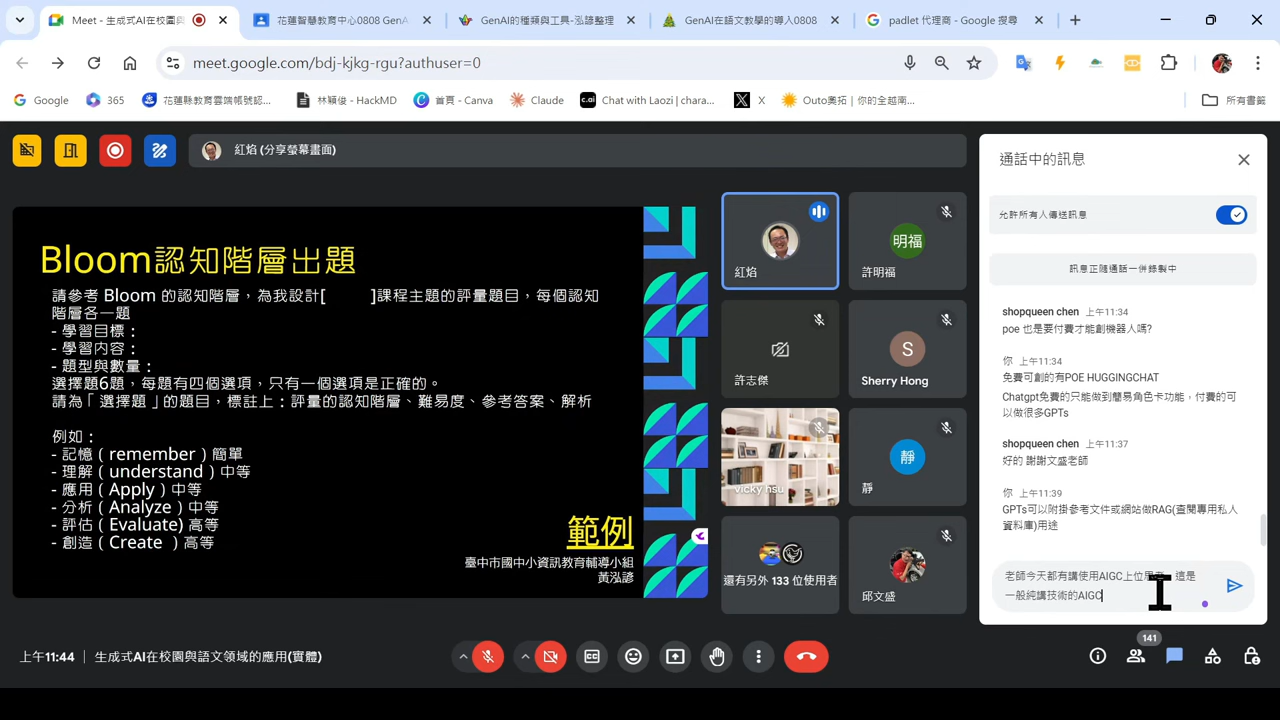 Meet - 生成式AI在校園與
花蓮智慧教育中心0808 GenA
GenAI的種類與工具-泓諺整理
GenAI在語文教學的導入0808
padlet 代理商 - Google 搜尋
meet.google.com/bdj-kjkg-rgu?authuser=0
Google
365
花蓮縣教育雲端帳號認...
林穎俊 - HackMD
首頁 - Canva
Claude
c.ai
Chat with Laozi | chara...
X
Outo奧拓 | 你的全越南...
所有書籤
紅焰 (分享螢幕畫面)
Bloom認知階層出題
請參考 Bloom 的認知階層，為我設計[ ]課程主題的評量題目，每個認知
階層各一題
- 學習目標：
- 學習內容：
- 題型與數量：
選擇題6題，每題有四個選項，只有一個選項是正確的。
請為「 選擇題 」的題目，標註上：評量的認知階層、難易度、參考答案、解析
例如：
- 記憶（ remember ）簡單
- 理解（ understand ）中等
- 應用（ Apply ）中等
- 分析（ Analyze ）中等
- 評估（ Evaluate) 高等
- 創造（ Create ）高等
範例
臺中市國中小資訊教育輔導小組
黃泓諺
紅焰
明福
許明福
許志傑
S
Sherry Hong
vicky hsu
靜
靜
還有另外 133 位使用者
邱文盛
通話中的訊息
允許所有人傳送訊息
訊息正隨通話一併錄製中
shopqueen chen 上午11:34
poe 也是要付費才能創機器人嗎?
你 上午11:34
免費可創的有POE HUGGINGCHAT
Chatgpt免費的只能做到簡易角色卡功能，付費的可
以做很多GPTs
shopqueen chen 上午11:37
好的 謝謝文盛老師
你 上午11:39
GPTs可以附掛參考文件或網站做RAG(查閱專用私人
資料庫)用途
老師今天都有講使用AIGC上位思考，這是
一般純講技術的AIGC
上午11:44
生成式AI在校園與語文領域的應用(實體)
141